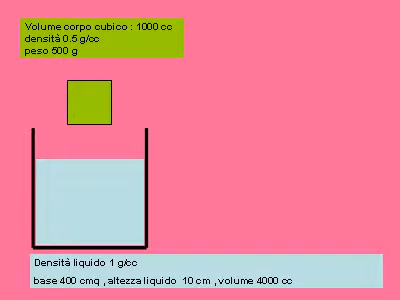 Volume corpo cubico : 1000 cc
densità 0.5 g/cc
peso 500 g
Densità liquido 1 g/cc
base 400 cmq , altezza liquido 10 cm , volume 4000 cc